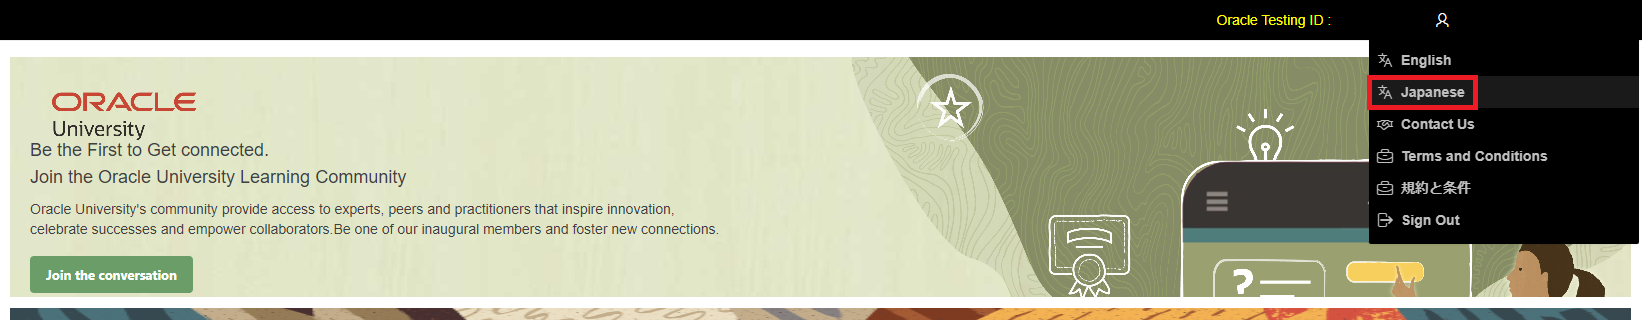 Oracle Testing ID :
English
Japanese
Contact Us
Terms and Conditions
規約と条件
Sign Out
ORACLE
University
Be the First to Get connected.
Join the Oracle University Learning Community
Oracle University's community provide access to experts, peers and practitioners that inspire innovation,
celebrate successes and empower collaborators.Be one of our inaugural members and foster new connections.
Join the conversation
?